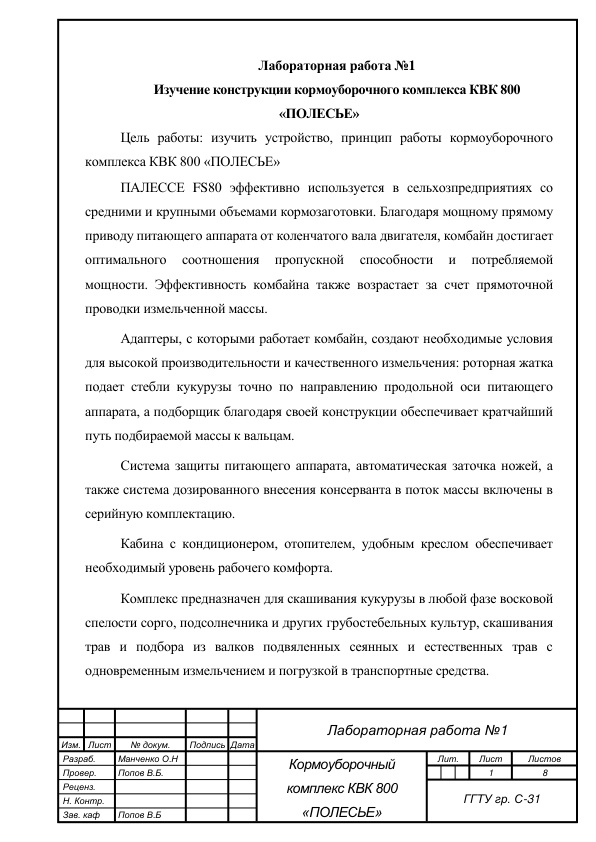 Лабораторная работа №1
Изучение конструкции кормоуборочного комплекса КВК 800
«ПОЛЕСЬЕ»
Цель работы: изучить устройство, принцип работы кормоуборочного
комплекса КВК 800 «ПОЛЕСЬЕ»
ПАЛЕССЕ FS80 эффективно используется в сельхозпредприятиях со
средними и крупными объемами кормозаготовки. Благодаря мощному прямому
приводу питающего аппарата от коленчатого вала двигателя, комбайн достигает
оптимального соотношения пропускной способности и потребляемой
мощности. Эффективность комбайна также возрастает за счет прямоточной
проводки измельченной массы.
Адаптеры, с которыми работает комбайн, создают необходимые условия
для высокой производительности и качественного измельчения: роторная жатка
подает стебли кукурузы точно по направлению продольной оси питающего
аппарата, а подборщик благодаря своей конструкции обеспечивает кратчайший
путь подбираемой массы к вальцам.
Система защиты питающего аппарата, автоматическая заточка ножей, а
также система дозированного внесения консерванта в поток массы включены в
серийную комплектацию.
Кабина с кондиционером, отопителем, удобным креслом обеспечивает
необходимый уровень рабочего комфорта.
Комплекс предназначен для скашивания кукурузы в любой фазе восковой
спелости сорго, подсолнечника и других грубостебельных культур, скашивания
трав и подбора из валков подвяленных сеянных и естественных трав с
одновременным измельчением и погрузкой в транспортные средства.
Лабораторная работа №1
Изм. Лист № докум. Подпись Дата
Разраб. Манченко О.Н
Провер. Попов В.Б.
Реценз.
Н. Контр.
Зав. каф Попов В.Б
Кормоуборочный
комплекс КВК 800
«ПОЛЕСЬЕ»
Лит. Лист Листов
1 8
ГГТУ гр. С-31